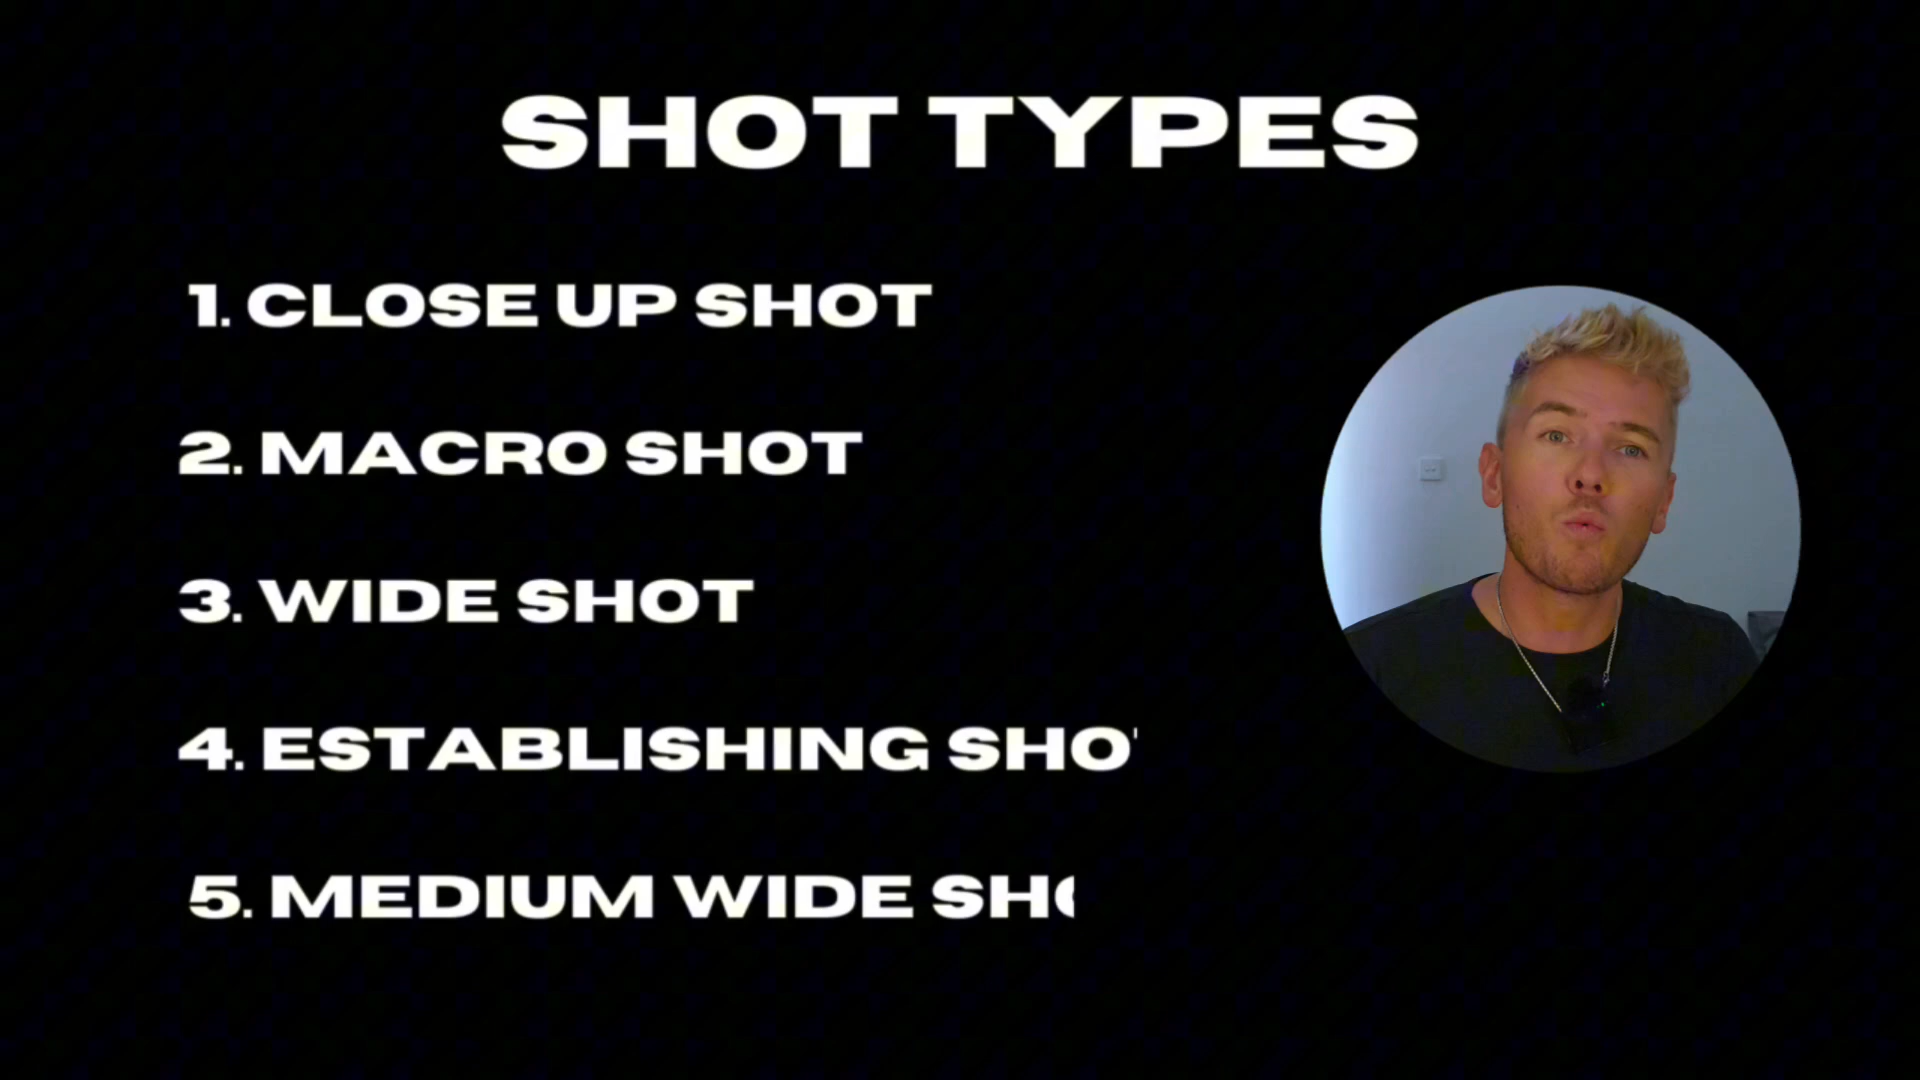 SHOT TYPES
1. CLOSE UP SHOT
2. MACRO SHOT
3. WIDE SHOT
4. ESTABLISHING SHO
5. MEDIUM WIDE SH